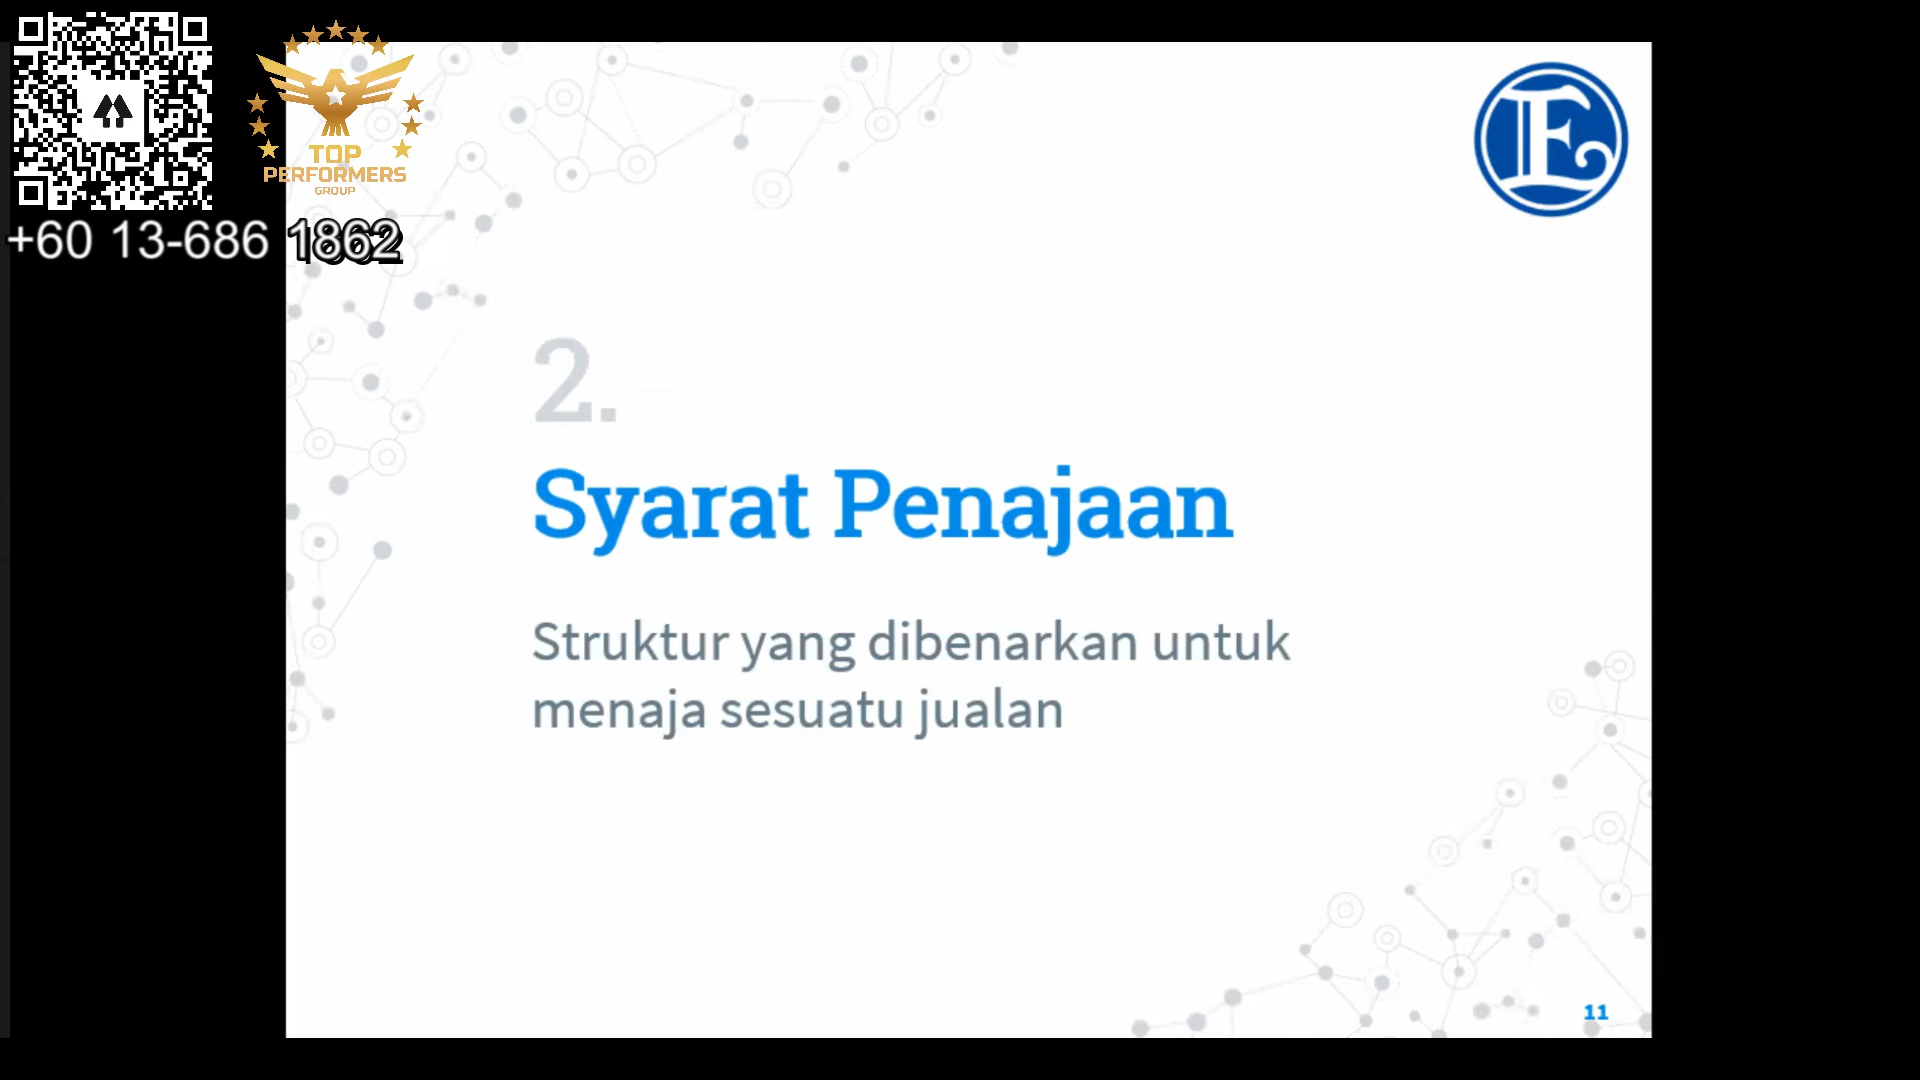 TOP
PERFORMERS
GROUP
+60 13-686 1862
E
2.
Syarat Penajaan
Struktur yang dibenarkan untuk
menaja sesuatu jualan
11